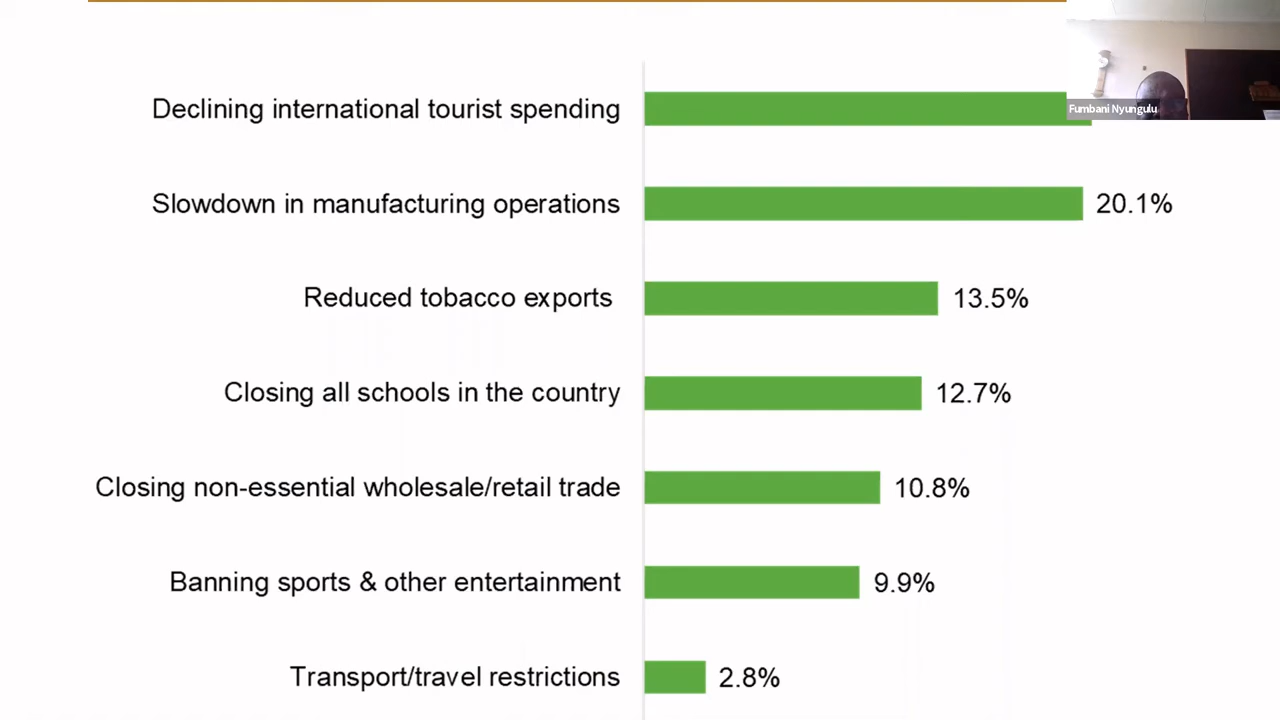 Declining international tourist spending
Fumbani Nyungulu
Slowdown in manufacturing operations 20.1%
Reduced tobacco exports 13.5%
Closing all schools in the country 12.7%
Closing non-essential wholesale/retail trade 10.8%
Banning sports & other entertainment 9.9%
Transport/travel restrictions 2.8%